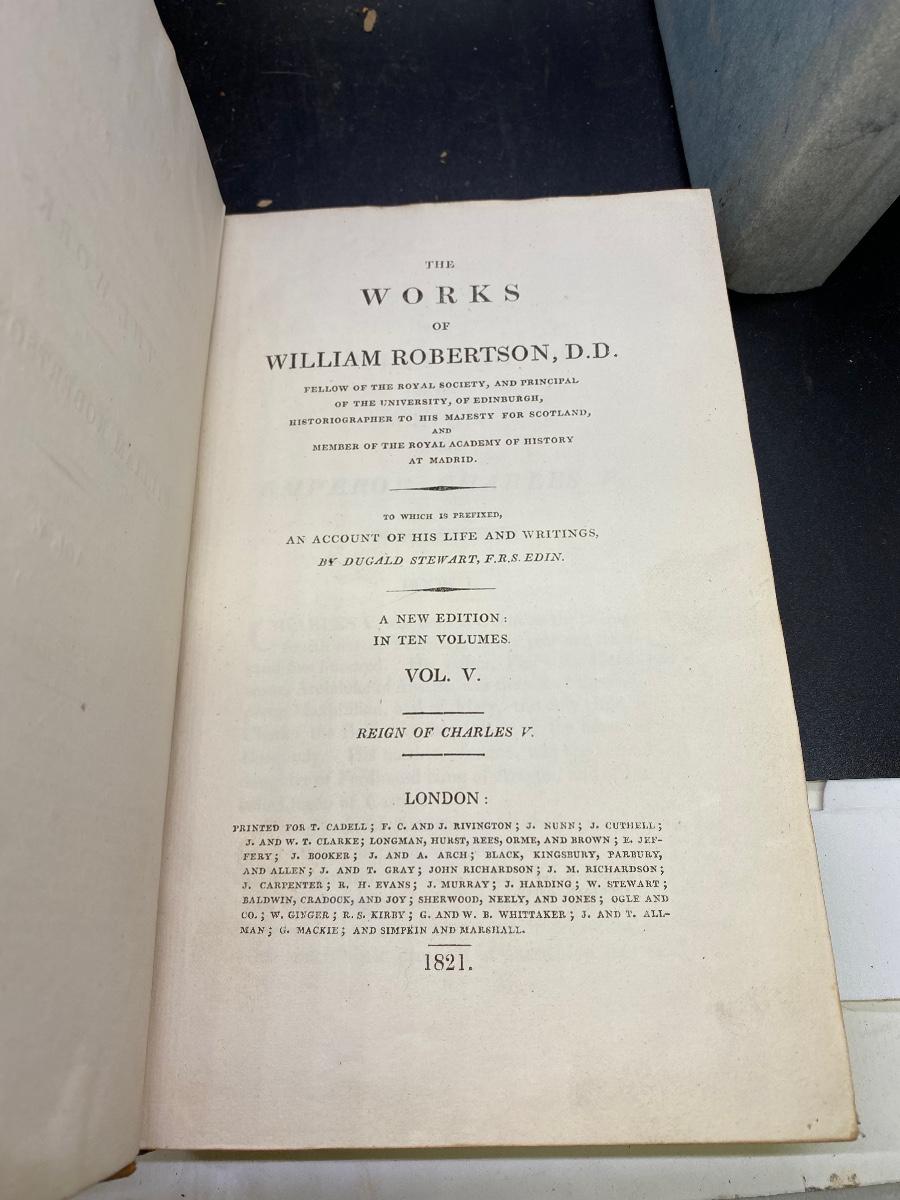 THE
WORKS
OF
WILLIAM ROBERTSON, D.D.
FELLOW OF THE ROYAL SOCIETY, AND PRINCIPAL
OF THE UNIVERSITY, OF EDINBURGH,
HISTORIOGRAPHER TO HIS MAJESTY FOR SCOTLAND,
AND
MEMBER OF THE ROYAL ACADEMY OF HISTORY
AT MADRID.
TO WHICH IS PREFIXED,
AN ACCOUNT OF HIS LIFE AND WRITINGS,
BY DUGALD STEWART, F.R.S. EDIN.
A NEW EDITION:
IN TEN VOLUMES.
VOL. V.
REIGN OF CHARLES V.
LONDON:
PRINTED FOR T. CADELL; F. C. AND J. RIVINGTON; J. NUNN; J. CUTHELL;
J. AND W. T. CLARKE; LONGMAN, HURST, REES, ORME, AND BROWN; E. JEF-
FERY; J. BOOKER; J. AND A. ARCH; BLACK, KINGSBURY, PARBURY,
AND ALLEN; J. AND T. GRAY; JOHN RICHARDSON; J. M. RICHARDSON;
J. CARPENTER; R. H. EVANS; J. MURRAY; J. HARDING; W. STEWART;
BALDWIN, CRADOCK, AND JOY; SHERWOOD, NEELY, AND JONES; OGLE AND
CO.; W. GINGER; R. S. KIRBY; G. AND W. B. WHITTAKER; J. AND T. ALL-
MAN; G. MACKIE; AND SIMPKIN AND MARSHALL.
1821.